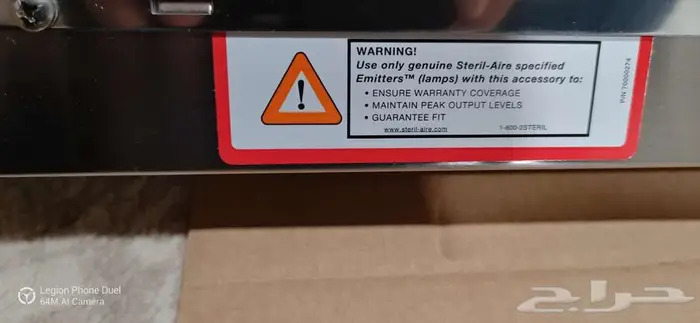 WARNING!
Use only genuine Steril-Aire specified
Emitters™ (lamps) with this accessory to:
• ENSURE WARRANTY COVERAGE
• MAINTAIN PEAK OUTPUT LEVELS
• GUARANTEE FIT
www.steril-aire.com 1-800-2STERIL
P/N 70000274
Legion Phone Duel
64M AI Camera
حراج